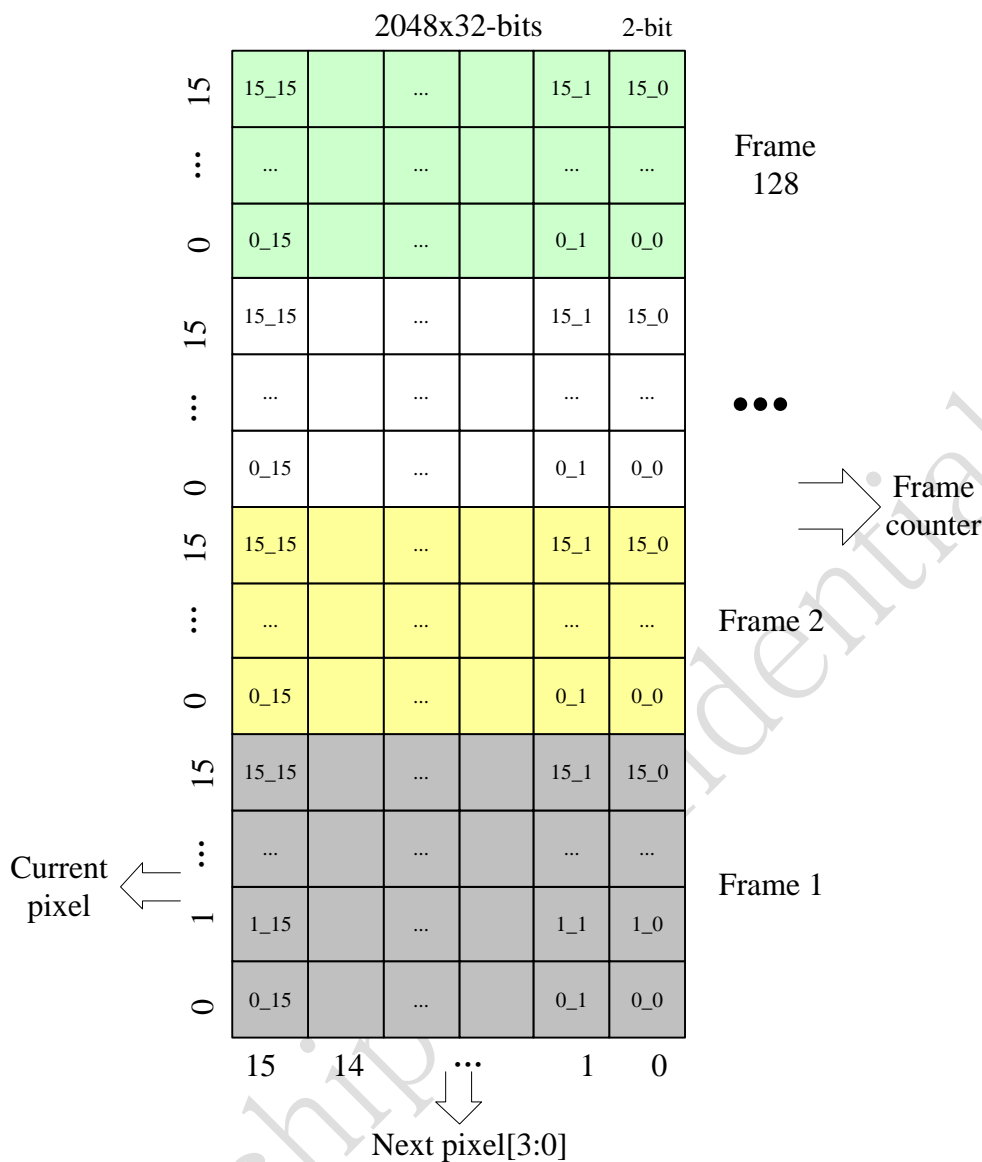 2048x32-bits 2-bit
15 15_15 ... 15_1 15_0
... ... ... ... ...
Frame
128
0 0_15 ... 0_1 0_0
15 15_15 ... 15_1 15_0
... ... ... ... ... •••
0 0_15 ... 0_1 0_0
Frame
counter
15 15_15 ... 15_1 15_0
... ... ... ... ... Frame 2
0 0_15 ... 0_1 0_0
15 15_15 ... 15_1 15_0
... ... ... ... ...
Current
pixel
Frame 1
1 1_15 ... 1_1 1_0
0 0_15 ... 0_1 0_0
15 14 ... 1 0
Next pixel[3:0]